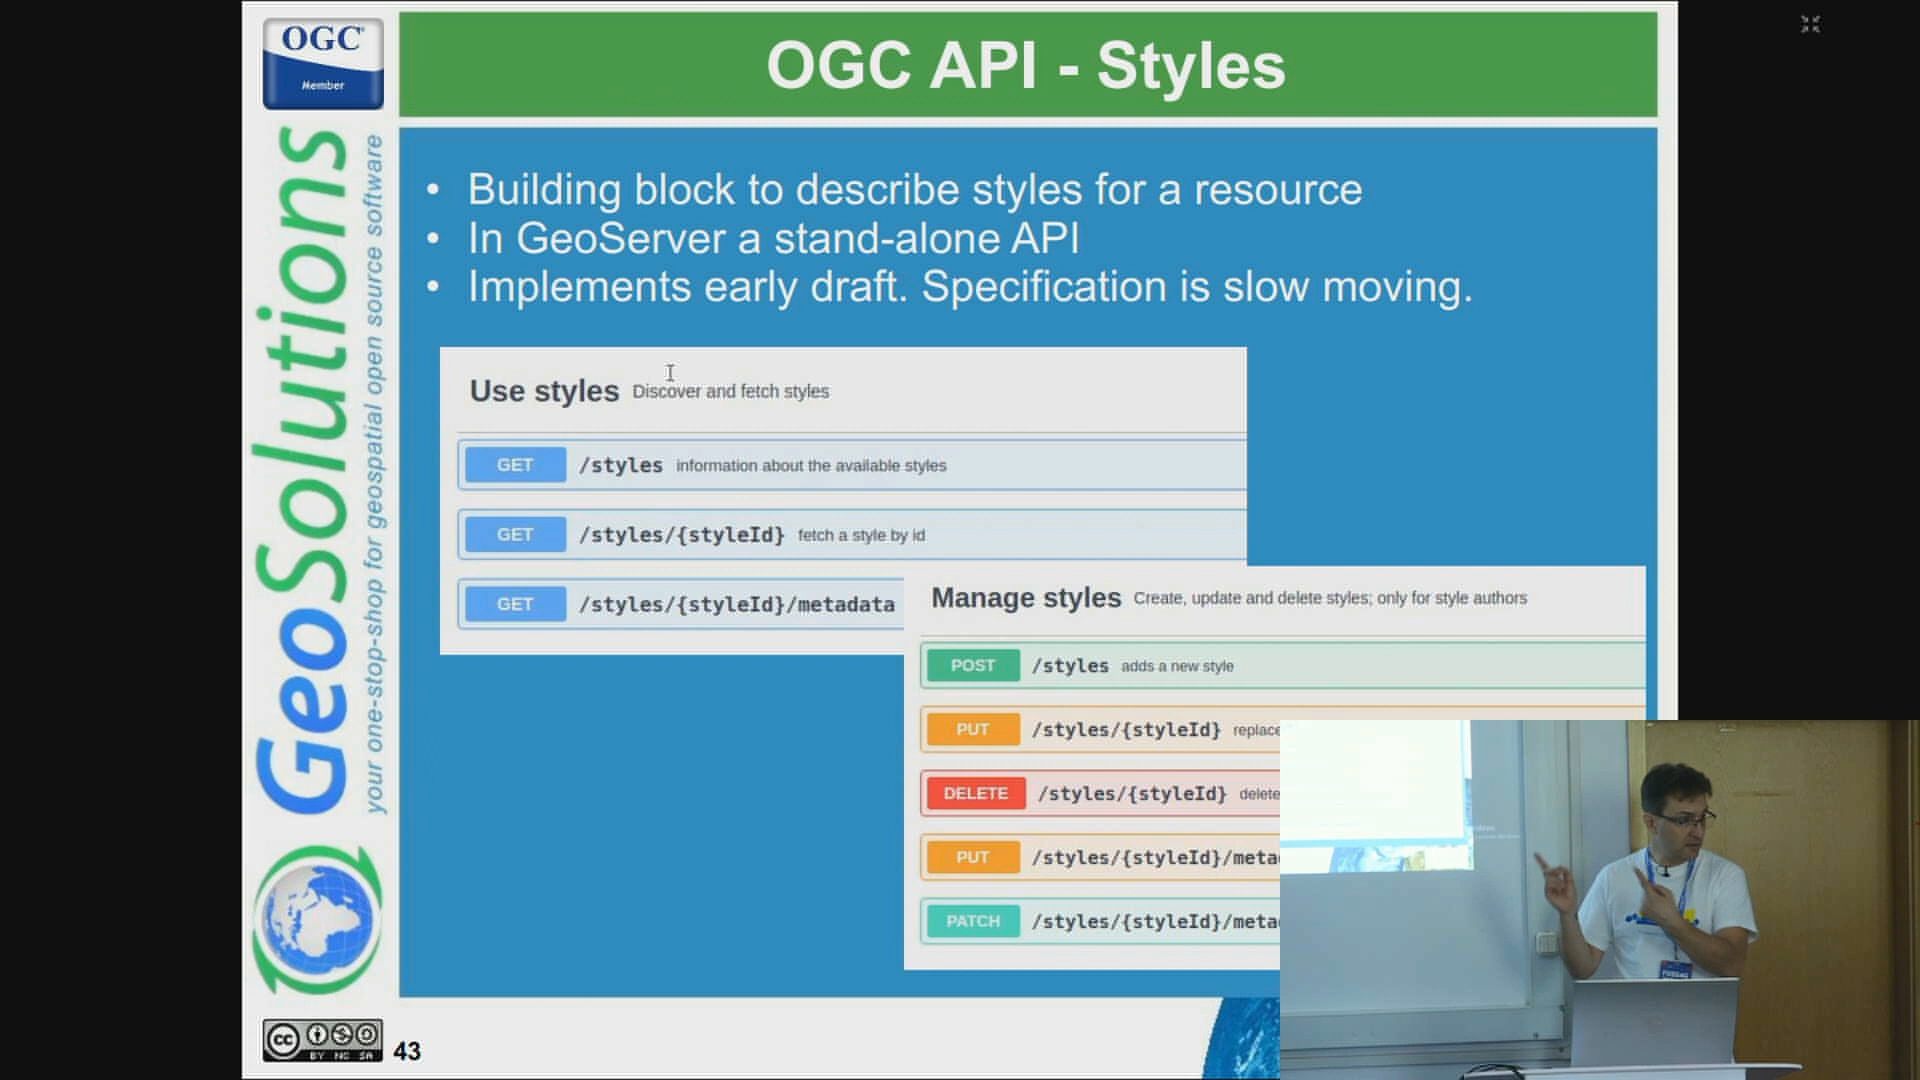 OGC
Member
OGC API - Styles
GeoSolutions
your one-stop-shop for geospatial open source software
• Building block to describe styles for a resource
• In GeoServer a stand-alone API
• Implements early draft. Specification is slow moving.
Use styles Discover and fetch styles
GET /styles information about the available styles
GET /styles/{styleId} fetch a style by id
GET /styles/{styleId}/metadata
Manage styles Create, update and delete styles; only for style authors
POST /styles adds a new style
PUT /styles/{styleId} replace
DELETE /styles/{styleId} delete
PUT /styles/{styleId}/meta
PATCH /styles/{styleId}/meta
CC BY NC SA
43